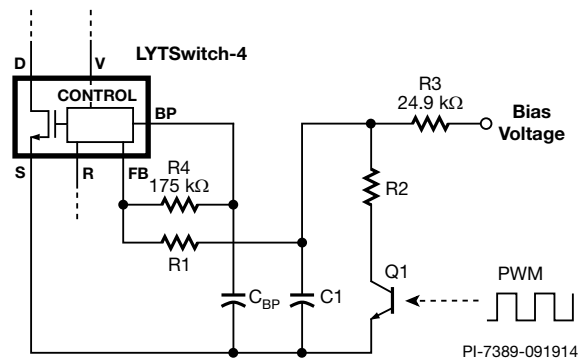 D
V
LYTSwitch-4
CONTROL
BP
S
R
FB
R4
175 kΩ
R1
CBP
C1
R3
24.9 kΩ
Bias
Voltage
R2
Q1
PWM
PI-7389-091914